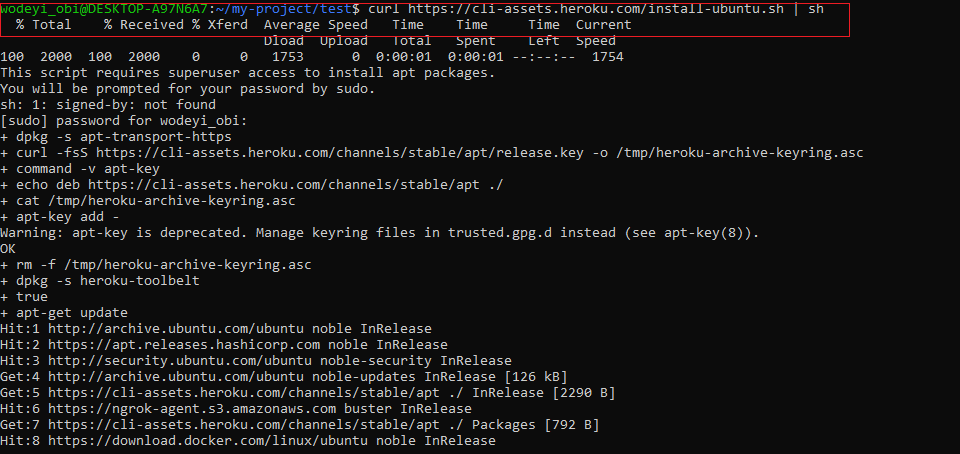 wodeyi_obi@DESKTOP-A97N6A7:~/my-project/test$ curl https://cli-assets.heroku.com/install-ubuntu.sh | sh
  % Total    % Received % Xferd  Average Speed   Time    Time     Time  Current
                                 Dload  Upload   Total   Spent    Left  Speed
100  2000  100  2000    0     0   1753      0  0:00:01  0:00:01 --:--:--  1754
This script requires superuser access to install apt packages.
You will be prompted for your password by sudo.
sh: 1: signed-by: not found
[sudo] password for wodeyi_obi:
+ dpkg -s apt-transport-https
+ curl -fsS https://cli-assets.heroku.com/channels/stable/apt/release.key -o /tmp/heroku-archive-keyring.asc
+ command -v apt-key
+ echo deb https://cli-assets.heroku.com/channels/stable/apt ./
+ cat /tmp/heroku-archive-keyring.asc
+ apt-key add -
Warning: apt-key is deprecated. Manage keyring files in trusted.gpg.d instead (see apt-key(8)).
OK
+ rm -f /tmp/heroku-archive-keyring.asc
+ dpkg -s heroku-toolbelt
+ true
+ apt-get update
Hit:1 http://archive.ubuntu.com/ubuntu noble InRelease
Hit:2 https://apt.releases.hashicorp.com noble InRelease
Hit:3 http://security.ubuntu.com/ubuntu noble-security InRelease
Get:4 http://archive.ubuntu.com/ubuntu noble-updates InRelease [126 kB]
Get:5 https://cli-assets.heroku.com/channels/stable/apt ./ InRelease [2290 B]
Hit:6 https://ngrok-agent.s3.amazonaws.com buster InRelease
Get:7 https://cli-assets.heroku.com/channels/stable/apt ./ Packages [792 B]
Hit:8 https://download.docker.com/linux/ubuntu noble InRelease